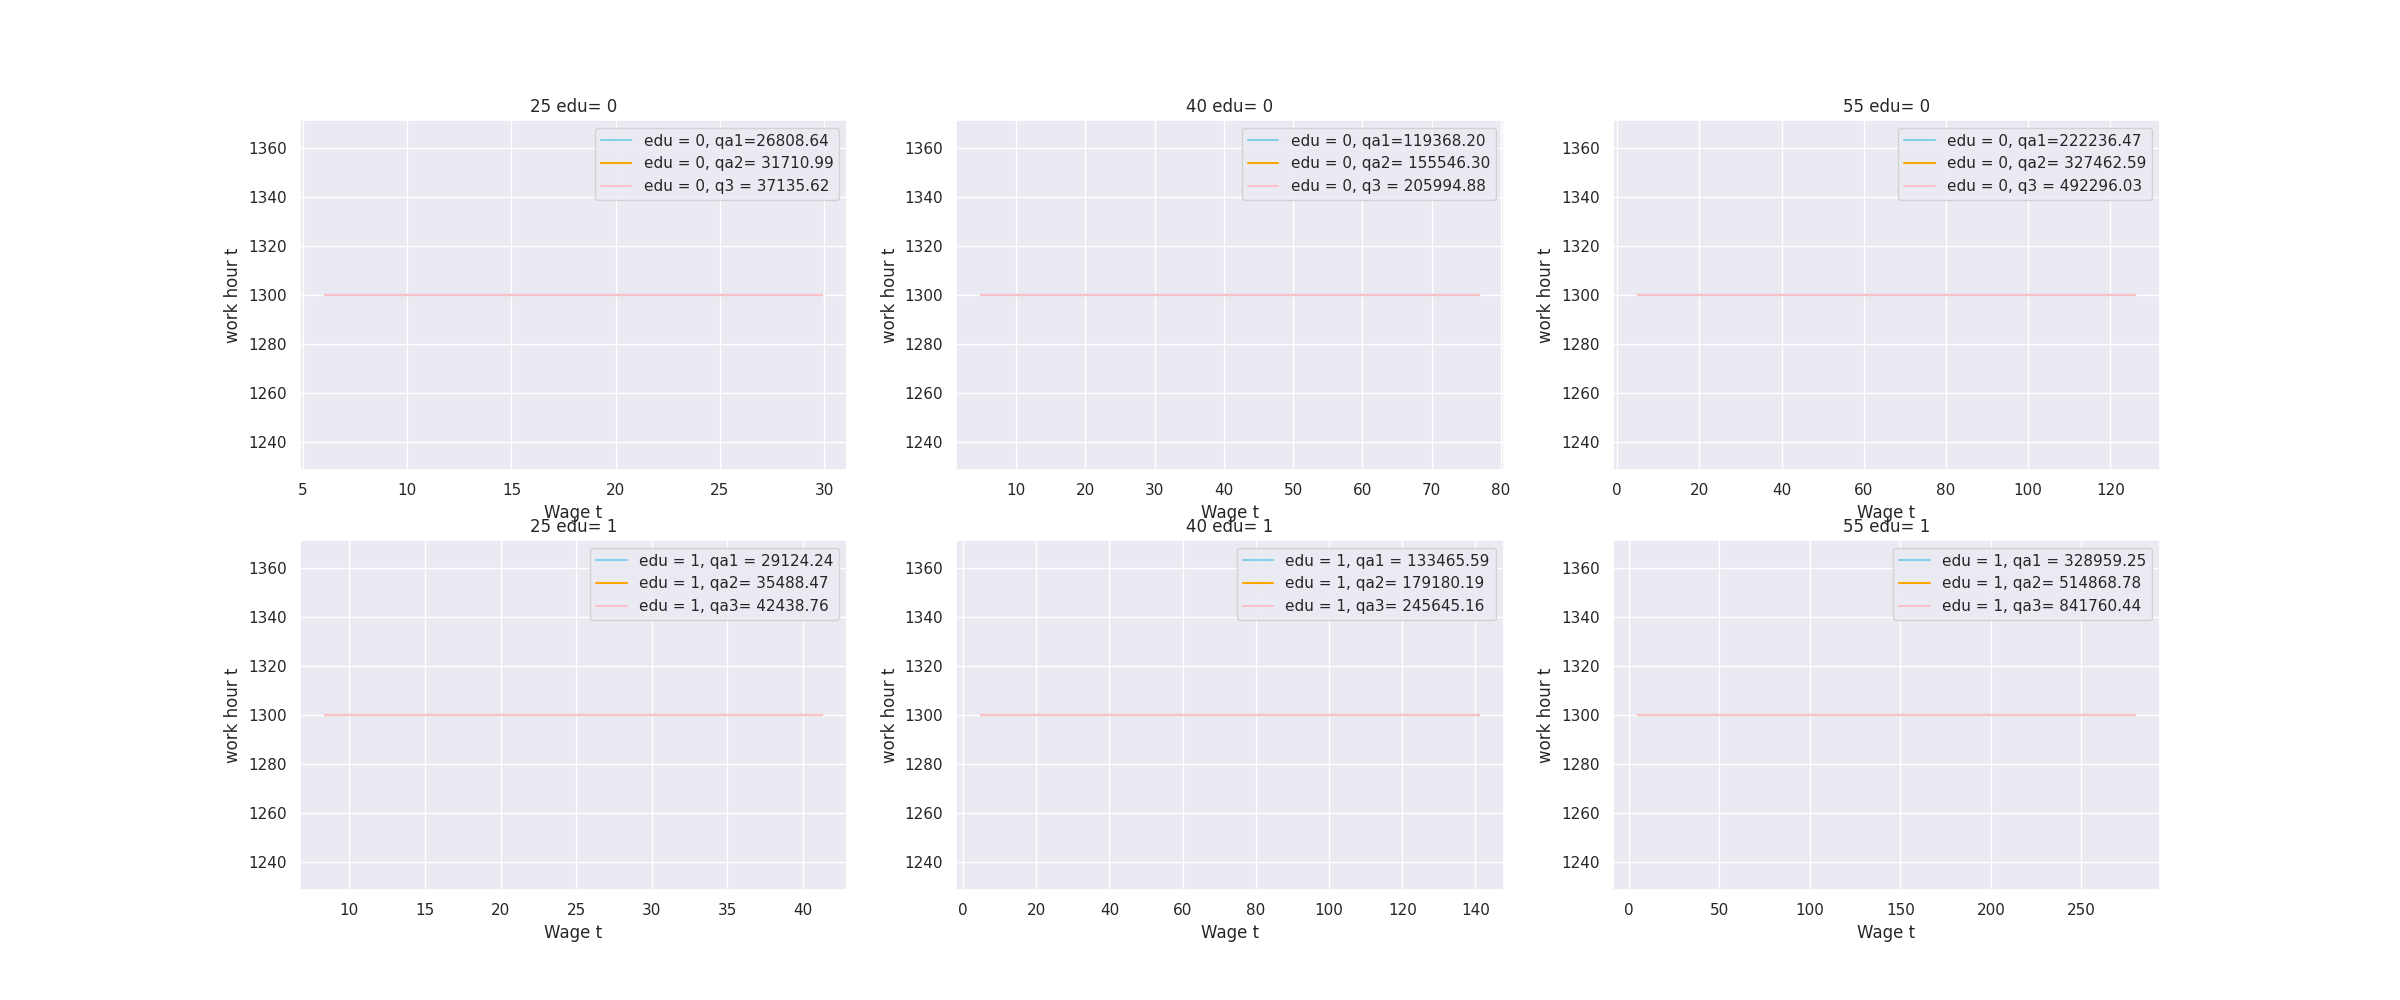 25 edu= 0
edu = 0, qa1=26808.64
edu = 0, qa2= 31710.99
edu = 0, q3 = 37135.62
1360
1340
1320
1300
1280
1260
1240
work hour t
5 10 15 20 25 30
Wage t
40 edu= 0
edu = 0, qa1=119368.20
edu = 0, qa2= 155546.30
edu = 0, q3 = 205994.88
1360
1340
1320
1300
1280
1260
1240
work hour t
10 20 30 40 50 60 70 80
Wage t
55 edu= 0
edu = 0, qa1=222236.47
edu = 0, qa2= 327462.59
edu = 0, q3 = 492296.03
1360
1340
1320
1300
1280
1260
1240
work hour t
0 20 40 60 80 100 120
Wage t
25 edu= 1
edu = 1, qa1 = 29124.24
edu = 1, qa2= 35488.47
edu = 1, qa3= 42438.76
1360
1340
1320
1300
1280
1260
1240
work hour t
10 15 20 25 30 35 40
Wage t
40 edu= 1
edu = 1, qa1 = 133465.59
edu = 1, qa2= 179180.19
edu = 1, qa3= 245645.16
1360
1340
1320
1300
1280
1260
1240
work hour t
0 20 40 60 80 100 120 140
Wage t
55 edu= 1
edu = 1, qa1 = 328959.25
edu = 1, qa2= 514868.78
edu = 1, qa3= 841760.44
1360
1340
1320
1300
1280
1260
1240
work hour t
0 50 100 150 200 250
Wage t